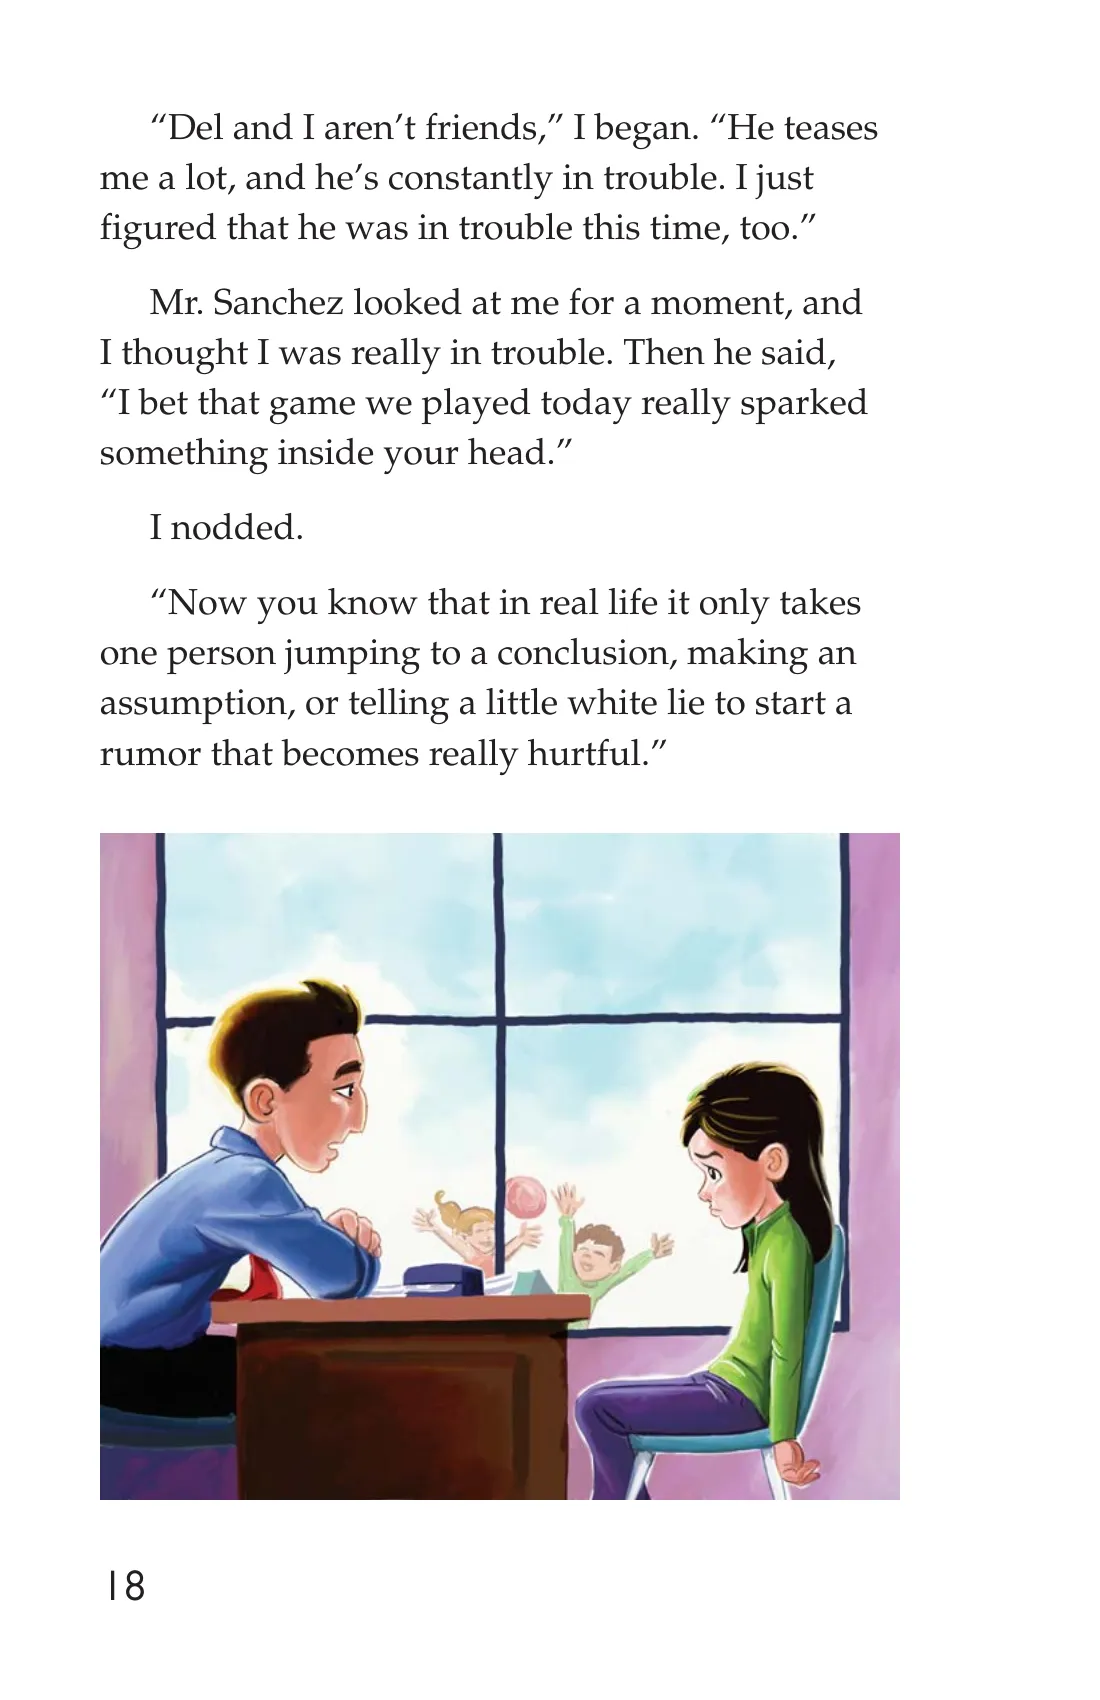 “Del and I aren’t friends,” I began. “He teases
me a lot, and he’s constantly in trouble. I just
figured that he was in trouble this time, too.”
Mr. Sanchez looked at me for a moment, and
I thought I was really in trouble. Then he said,
“I bet that game we played today really sparked
something inside your head.”
I nodded.
“Now you know that in real life it only takes
one person jumping to a conclusion, making an
assumption, or telling a little white lie to start a
rumor that becomes really hurtful.”
18